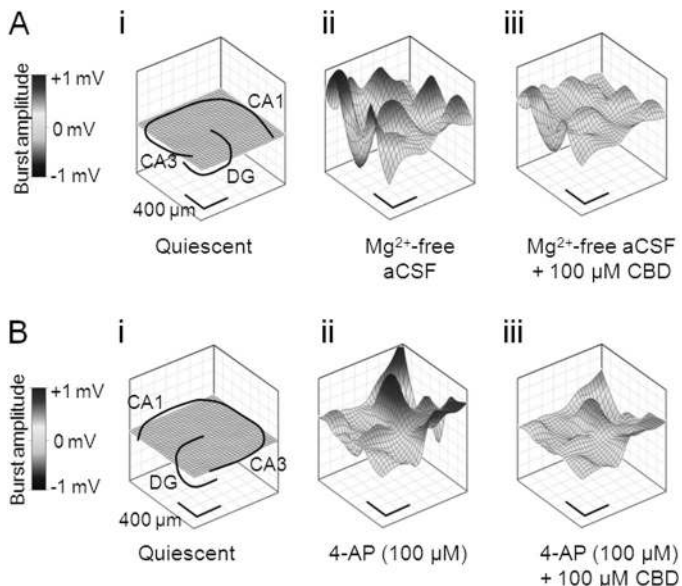 A
i
ii
iii
Burst amplitude
+1 mV
0 mV
-1 mV
CA1
CA3
DG
400 µm
Quiescent
Mg²⁺-free
aCSF
Mg²⁺-free aCSF
+ 100 µM CBD
B
i
ii
iii
Burst amplitude
+1 mV
0 mV
-1 mV
CA1
CA3
DG
400 µm
Quiescent
4-AP (100 µM)
4-AP (100 µM)
+ 100 µM CBD